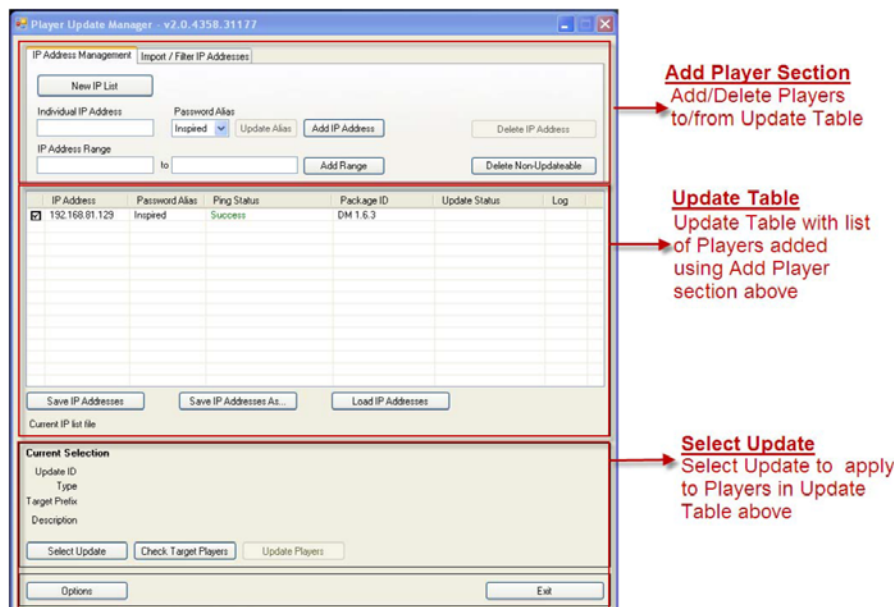 Player Update Manager - v2.0.4358.31177
IP Address Management
Import / Filter IP Addresses
New IP List
Individual IP Address
Password Alias
Inspired
Update Alias
Add IP Address
Delete IP Address
IP Address Range
to
Add Range
Delete Non-Updateable
IP Address Password Alias Ping Status Package ID Update Status Log
192.168.81.129 Inspired Success DM 1.6.3
Save IP Addresses
Save IP Addresses As...
Load IP Addresses
Current IP list file
Current Selection
Update ID
Type
Target Prefix
Description
Select Update
Check Target Players
Update Players
Options
Exit
Add Player Section
Add/Delete Players
to/from Update Table
Update Table
Update Table with list
of Players added
using Add Player
section above
Select Update
Select Update to apply
to Players in Update
Table above